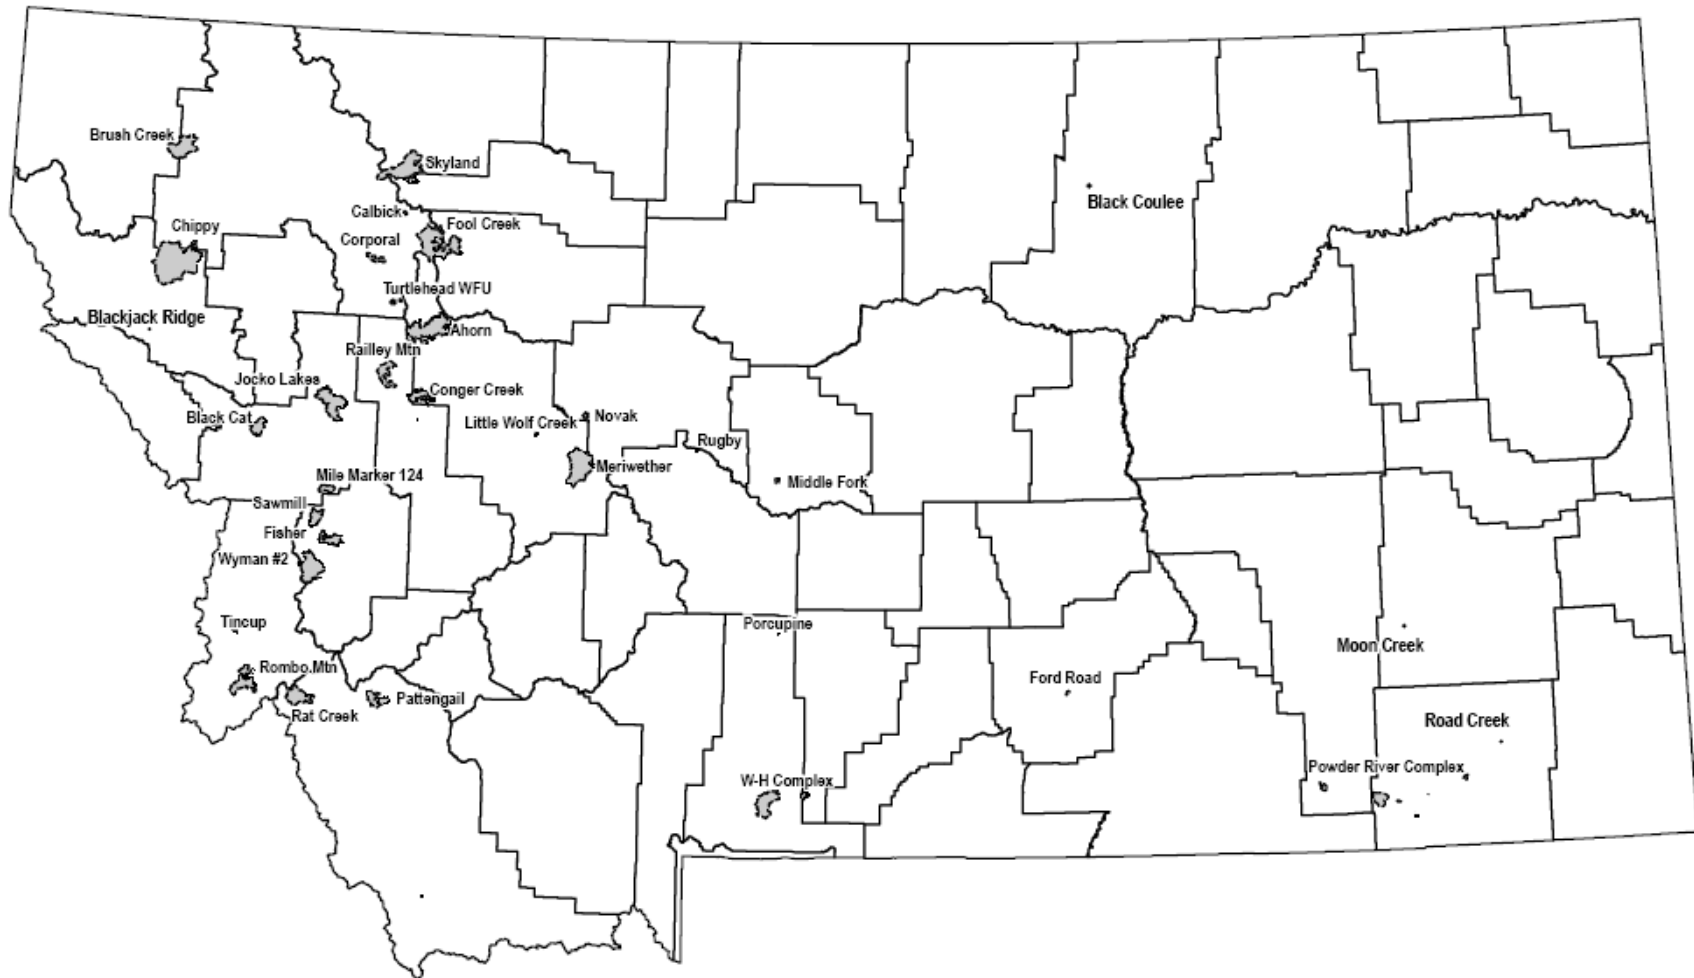 Brush Creek
Skyland
Black Coulee
Calbick
Chippy
Fool Creek
Corporal
Turtlehead WFU
Blackjack Ridge
Ahorn
Railley Mtn
Jocko Lakes
Conger Creek
Black Cat
Little Wolf Creek
Novak
Rugby
Meriwether
Mile Marker 124
Middle Fork
Sawmill
Fisher
Wyman #2
Tincup
Porcupine
Moon Creek
Rombo Mtn
Ford Road
Pattengail
Rat Creek
Road Creek
Powder River Complex
W-H Complex